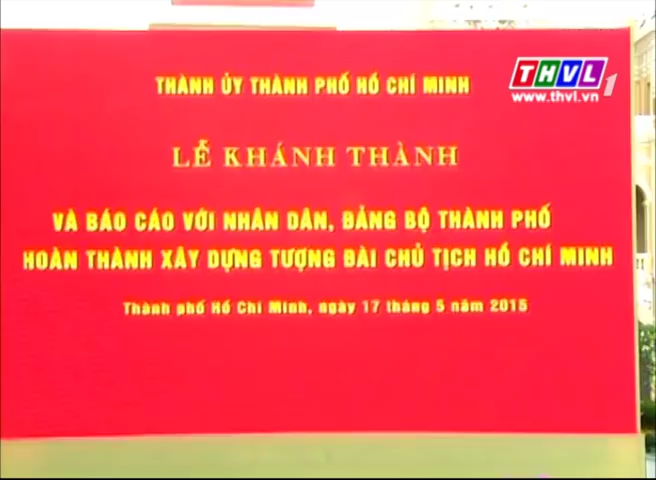 THÀNH ỦY THÀNH PHỐ HỒ CHÍ MINH
THVL1
www.thvl.vn
LỄ KHÁNH THÀNH
VÀ BÁO CÁO VỚI NHÂN DÂN, ĐẢNG BỘ THÀNH PHỐ
HOÀN THÀNH XÂY DỰNG TƯỢNG ĐÀI CHỦ TỊCH HỒ CHÍ MINH
Thành phố Hồ Chí Minh, ngày 17 tháng 5 năm 2015